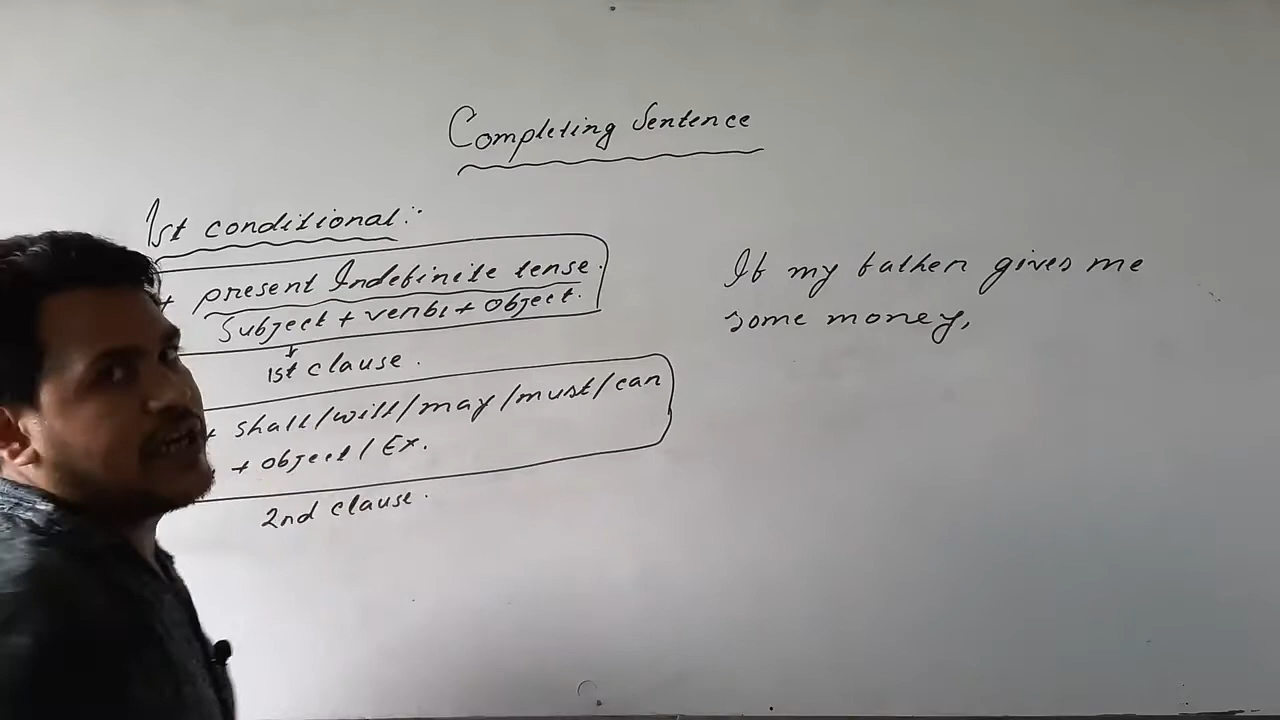 Completing Sentence
1st conditional:
+ present Indefinite tense.
Subject + verb1 + Object.
1st clause.
+ shall/will/may/must/can
+ object/Ex.
2nd clause.
If my father gives me
some money,